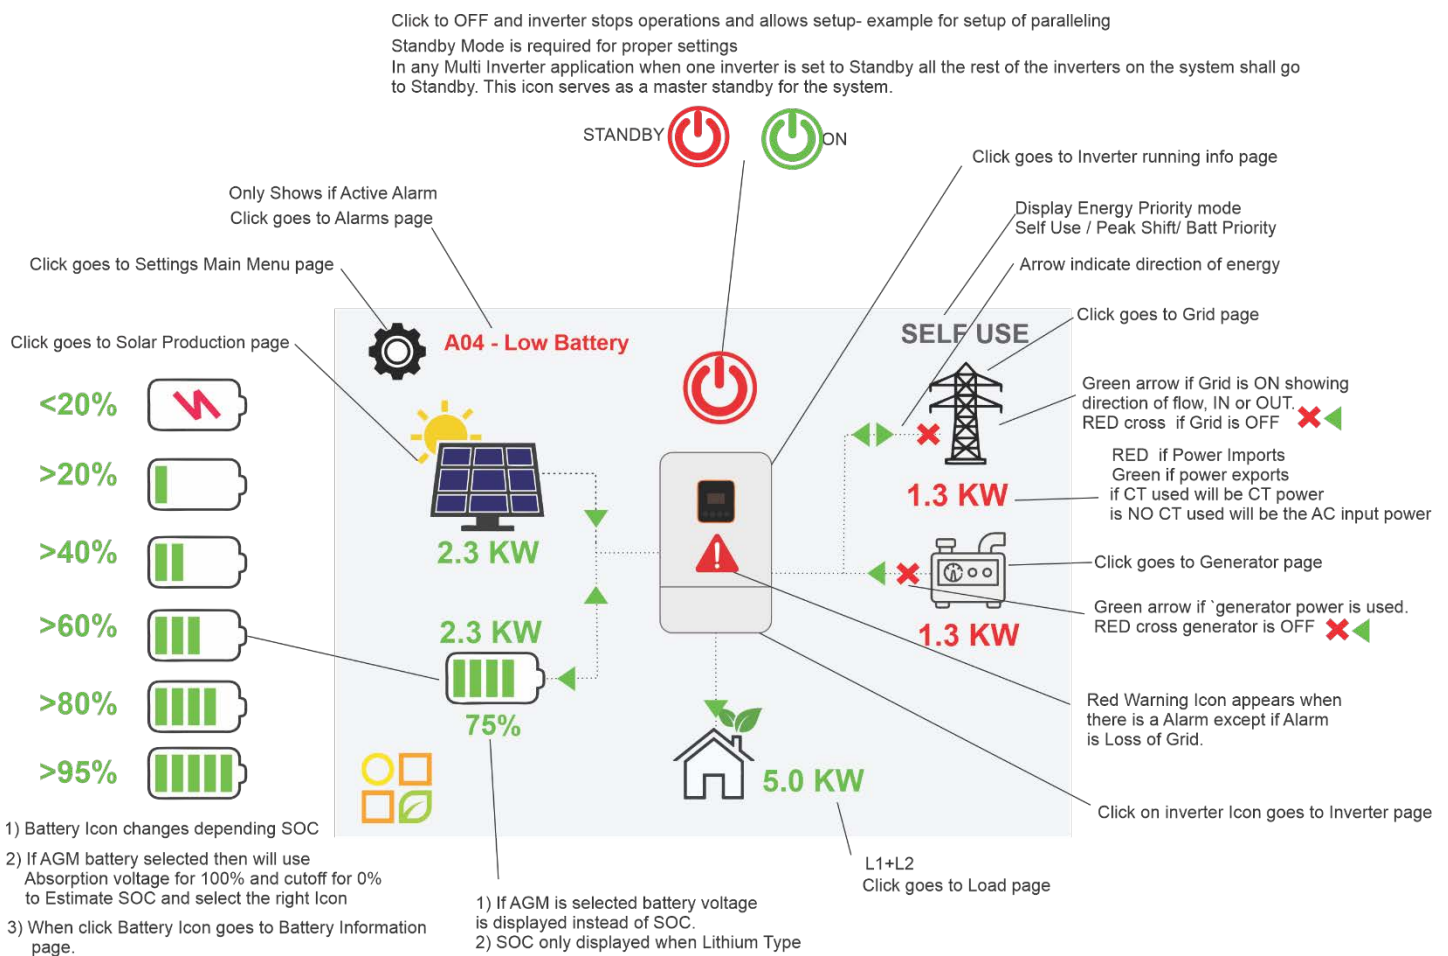 Click to OFF and inverter stops operations and allows setup- example for setup of paralleling
Standby Mode is required for proper settings
In any Multi Inverter application when one inverter is set to Standby all the rest of the inverters on the system shall go
to Standby. This icon serves as a master standby for the system.
STANDBY
ON
Click goes to Inverter running info page
Only Shows if Active Alarm
Click goes to Alarms page
Display Energy Priority mode
Self Use / Peak Shift/ Batt Priority
Click goes to Settings Main Menu page
Arrow indicate direction of energy
Click goes to Solar Production page
A04 - Low Battery
SELF USE
Click goes to Grid page
Green arrow if Grid is ON showing
direction of flow, IN or OUT.
RED cross if Grid is OFF
RED if Power Imports
Green if power exports
if CT used will be CT power
is NO CT used will be the AC input power
1.3 KW
<20%
>20%
>40%
>60%
>80%
>95%
2.3 KW
2.3 KW
75%
Click goes to Generator page
Green arrow if `generator power is used.
RED cross generator is OFF
1.3 KW
Red Warning Icon appears when
there is a Alarm except if Alarm
is Loss of Grid.
5.0 KW
Click on inverter Icon goes to Inverter page
L1+L2
Click goes to Load page
1) Battery Icon changes depending SOC
2) If AGM battery selected then will use
Absorption voltage for 100% and cutoff for 0%
to Estimate SOC and select the right Icon
3) When click Battery Icon goes to Battery Information
page.
1) If AGM is selected battery voltage
is displayed instead of SOC.
2) SOC only displayed when Lithium Type